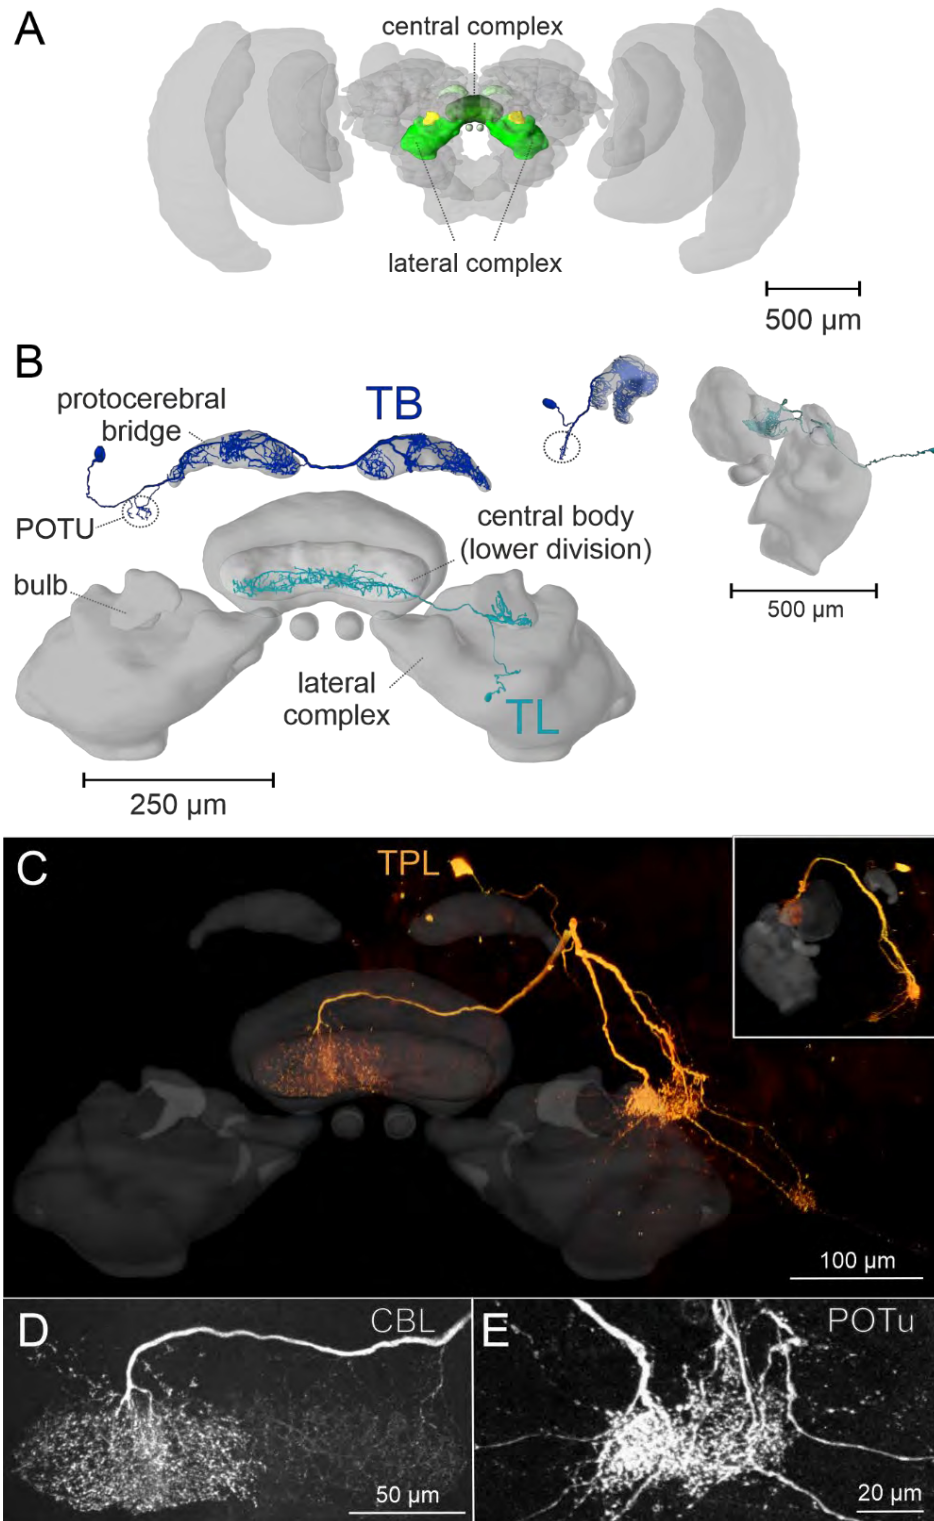 A
central complex
lateral complex
500 µm
B
protocerebral
bridge
TB
POTU
central body
(lower division)
bulb
500 µm
lateral
complex
TL
250 µm
C
TPL
100 µm
D
CBL
50 µm
E
POTu
20 µm